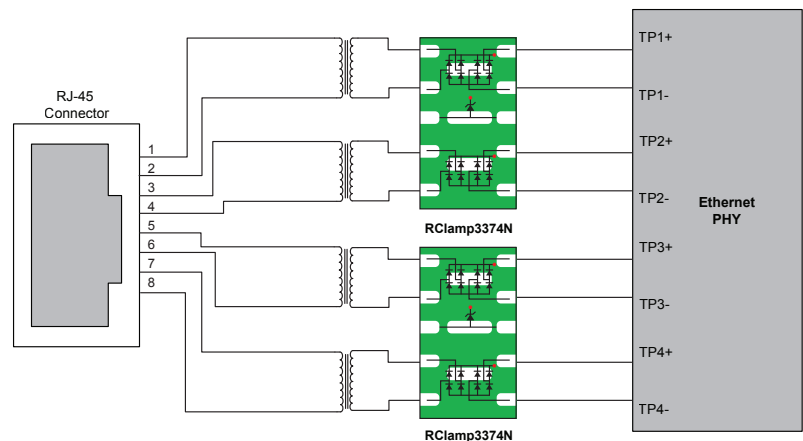 RJ-45
Connector
1
2
3
4
5
6
7
8
RClamp3374N
RClamp3374N
TP1+
TP1-
TP2+
TP2-
TP3+
TP3-
TP4+
TP4-
Ethernet
PHY